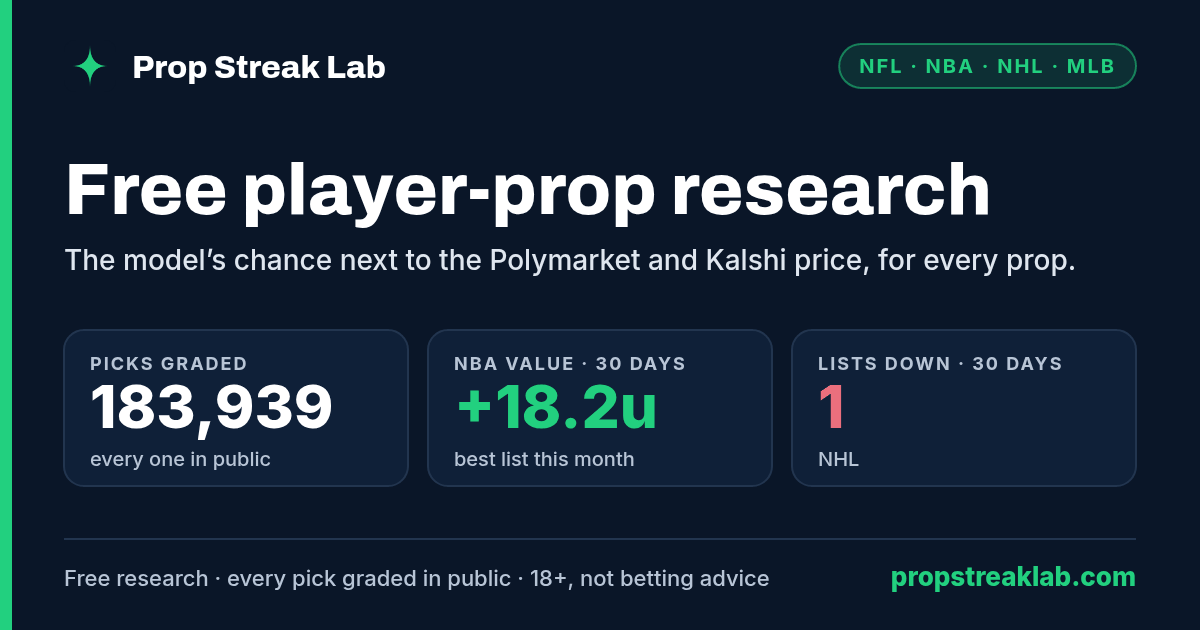 Prop Streak Lab
NFL · NBA · NHL · MLB
Free player-prop research
The model’s chance next to the Polymarket and Kalshi price, for every prop.
PICKS GRADED
183,939
every one in public
NBA VALUE · 30 DAYS
+18.2u
best list this month
LISTS DOWN · 30 DAYS
1
NHL
Free research · every pick graded in public · 18+, not betting advice
propstreaklab.com